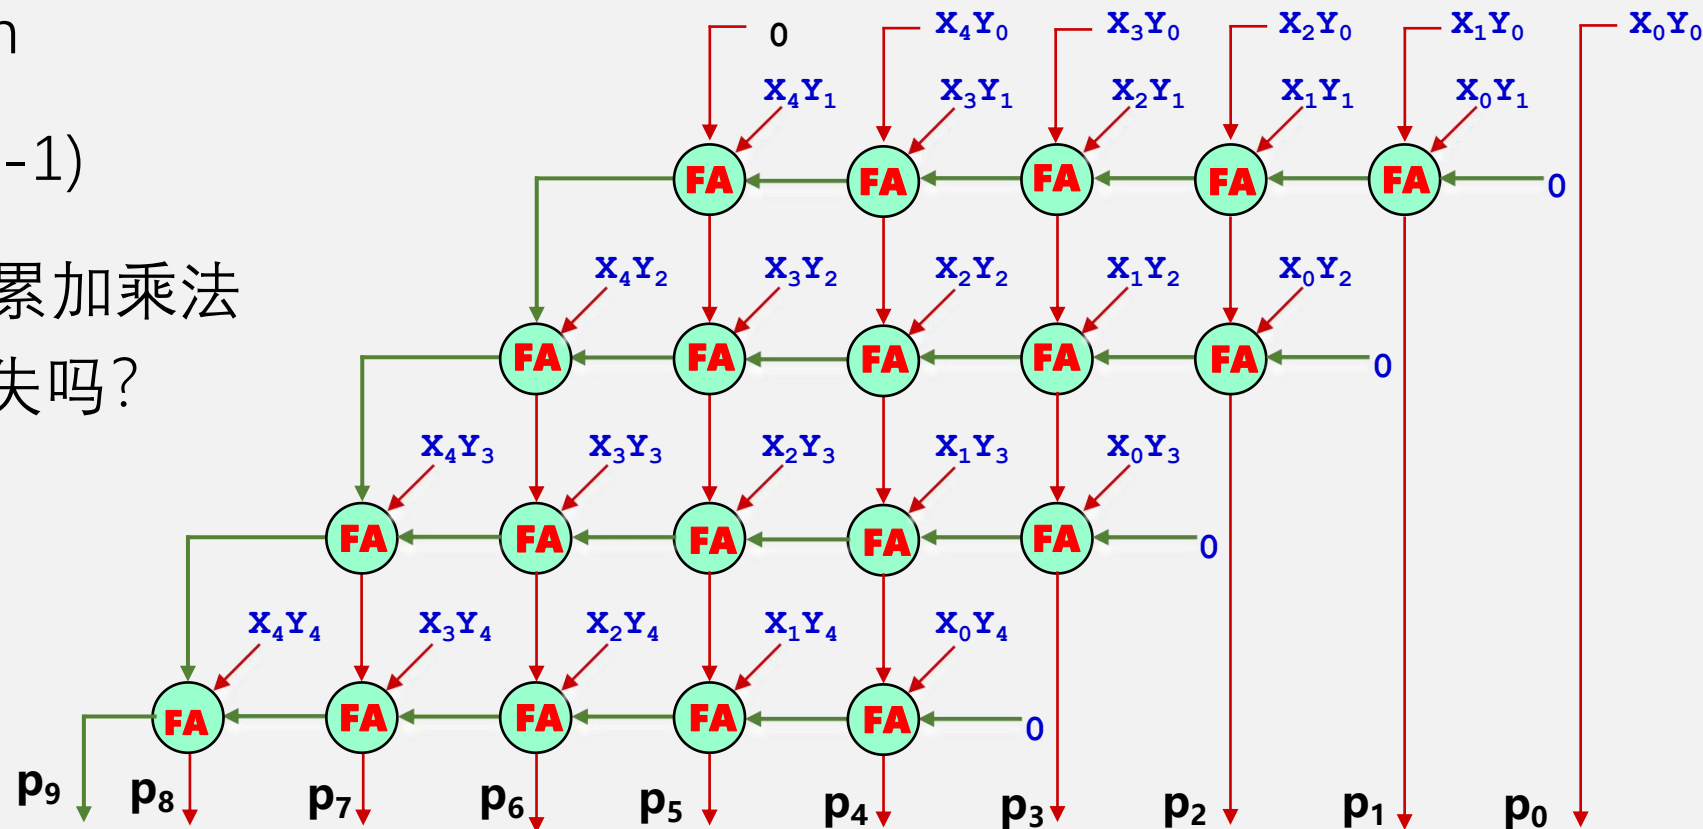 n
-1)
累加乘法
失吗?
0 X₄Y₀ X₃Y₀ X₂Y₀ X₁Y₀ X₀Y₀
X₄Y₁ X₃Y₁ X₂Y₁ X₁Y₁ X₀Y₁
FA FA FA FA FA 0
X₄Y₂ X₃Y₂ X₂Y₂ X₁Y₂ X₀Y₂
FA FA FA FA FA 0
X₄Y₃ X₃Y₃ X₂Y₃ X₁Y₃ X₀Y₃
FA FA FA FA FA 0
X₄Y₄ X₃Y₄ X₂Y₄ X₁Y₄ X₀Y₄
FA FA FA FA FA 0
p₉ p₈ p₇ p₆ p₅ p₄ p₃ p₂ p₁ p₀